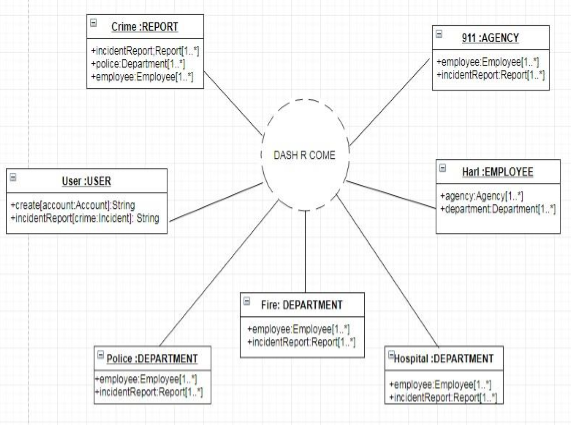 Crime :REPORT
+incidentReport:Report[1..*]
+police:Department[1..*]
+employee:Employee[1..*]
911 :AGENCY
+employee:Employee[1..*]
+incidentReport:Report[1..*]
DASH R COME
User :USER
+create[account:Account]:String
+incidentReport[crime:Incident]: String
Harl :EMPLOYEE
+agency:Agency[1..*]
+department:Department[1..*]
Fire: DEPARTMENT
+employee:Employee[1..*]
+incidentReport:Report[1..*]
Police :DEPARTMENT
+employee:Employee[1..*]
+incidentReport:Report[1..*]
Hospital :DEPARTMENT
+employee:Employee[1..*]
+incidentReport:Report[1..*]